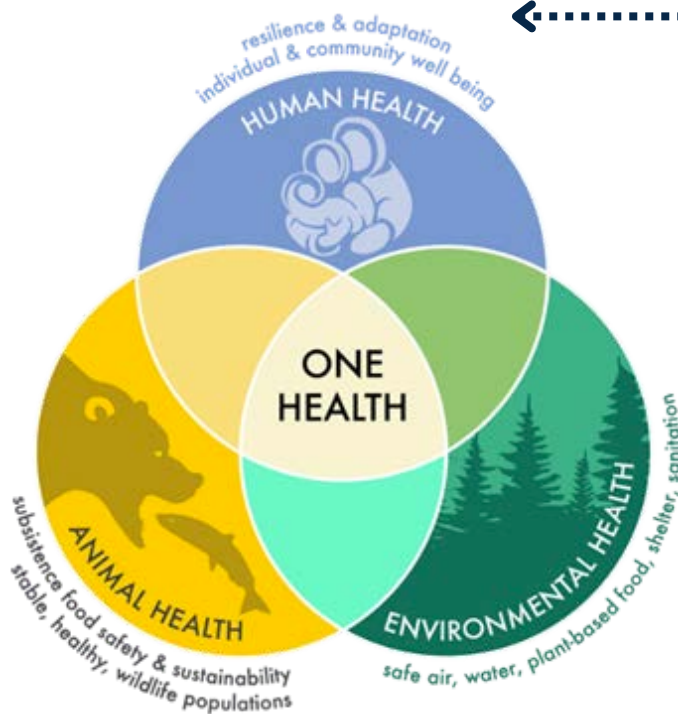 resilience & adaptation
individual & community well being
HUMAN HEALTH
ONE
HEALTH
ANIMAL HEALTH
subsistence food safety & sustainability
stable, healthy, wildlife populations
ENVIRONMENTAL HEALTH
safe air, water, plant-based food, shelter, sanitation